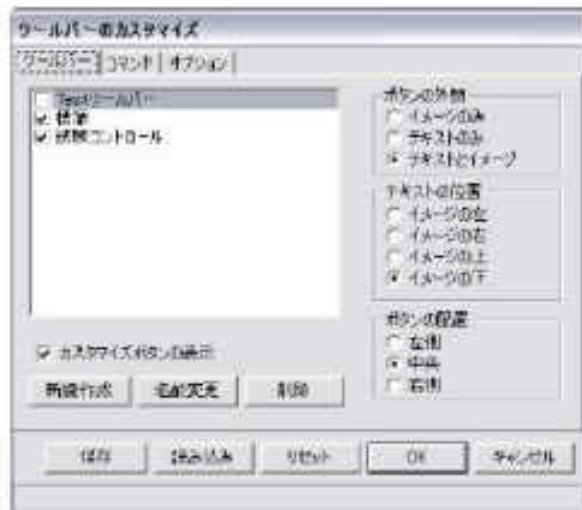 ツールバーのカスタマイズ
ツールバー コマンド オプション
Testツールバー
標準
試験コントロール
カスタマイズボタンの表示
新規作成 名前変更 削除
ボタンの外観
イメージのみ
テキストのみ
テキストとイメージ
テキストの位置
イメージの左
イメージの右
イメージの上
イメージの下
ボタンの配置
左側
中央
右側
保存 読み込み リセット OK キャンセル